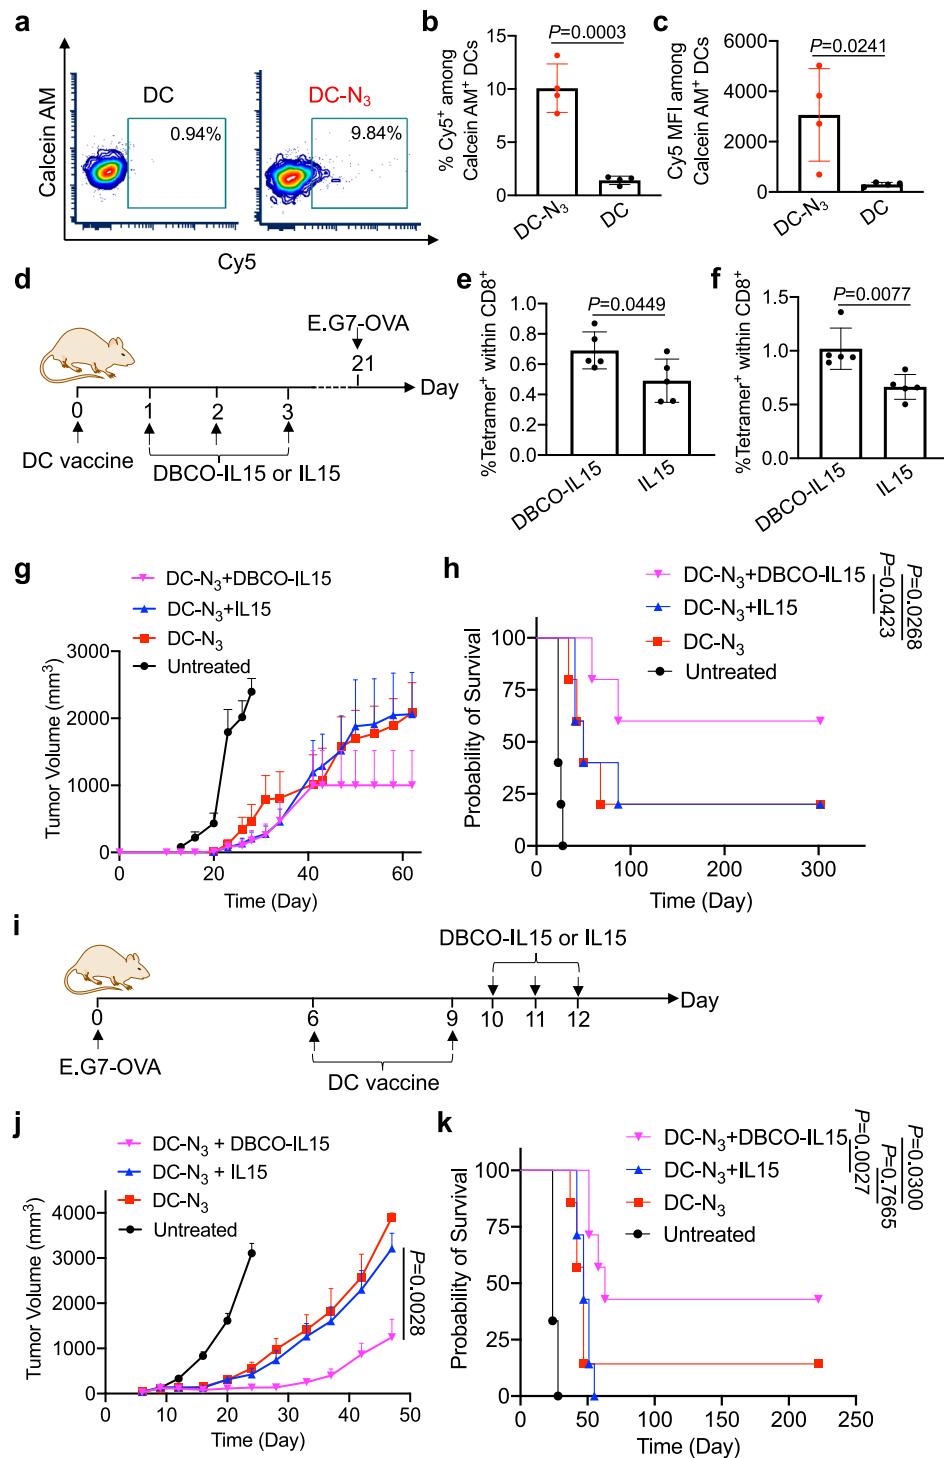 a
Calcein AM
DC
0.94%
DC-N₃
9.84%
Cy5
b
% Cy5⁺ among
Calcein AM⁺ DCs
15
10
5
0
P=0.0003
DC-N₃
DC
c
Cy5 MFI among
Calcein AM⁺ DCs
6000
4000
2000
0
P=0.0241
DC-N₃
DC
d
E.G7-OVA
21
0
1
2
3
Day
DC vaccine
DBCO-IL15 or IL15
e
%Tetramer⁺ within CD8⁺
1.0
0.8
0.6
0.4
0.2
0.0
P=0.0449
DBCO-IL15
IL15
f
%Tetramer⁺ within CD8⁺
1.5
1.0
0.5
0.0
P=0.0077
DBCO-IL15
IL15
g
DC-N₃+DBCO-IL15
DC-N₃+IL15
DC-N₃
Untreated
Tumor Volume (mm³)
3000
2000
1000
0
0
20
40
60
Time (Day)
h
DC-N₃+DBCO-IL15
DC-N₃+IL15
DC-N₃
Untreated
P=0.0268
P=0.0423
Probability of Survival
100
75
50
25
0
0
100
200
300
Time (Day)
i
DBCO-IL15 or IL15
Day
0
6
9
10
11
12
E.G7-OVA
DC vaccine
j
DC-N₃ + DBCO-IL15
DC-N₃ + IL15
DC-N₃
Untreated
Tumor Volume (mm³)
4000
3000
2000
1000
0
P=0.0028
0
10
20
30
40
50
Time (Day)
k
DC-N₃+DBCO-IL15
DC-N₃+IL15
DC-N₃
Untreated
P=0.0300
P=0.7665
P=0.0027
Probability of Survival
100
75
50
25
0
0
50
100
150
200
250
Time (Day)